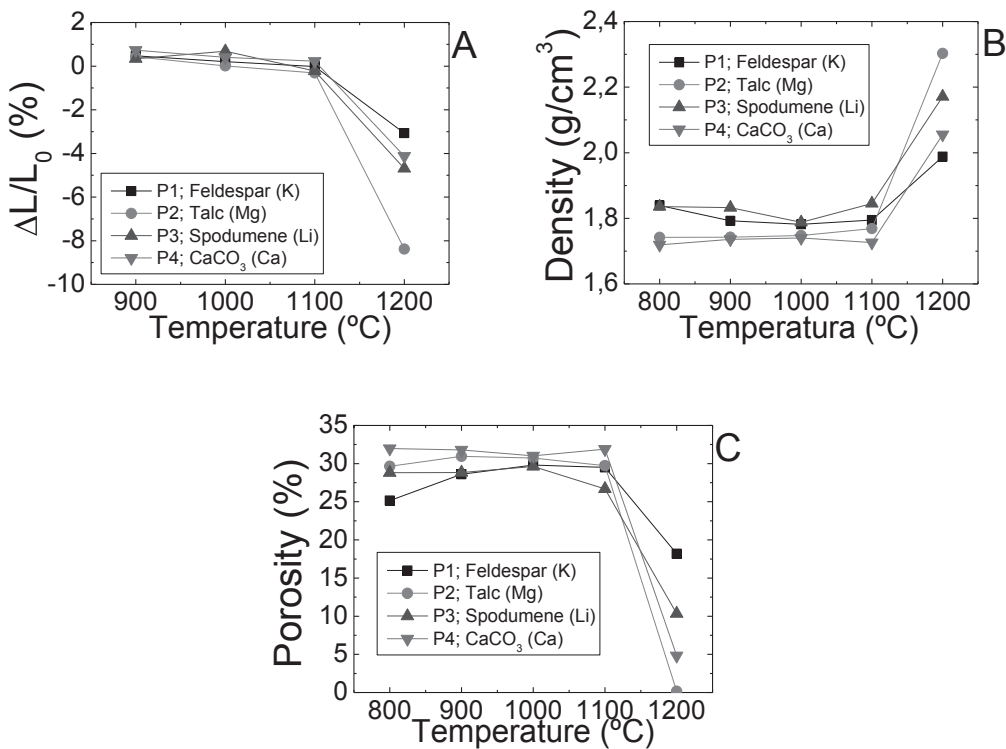 A
ΔL/L₀ (%)
2
0
-2
-4
-6
-8
-10
P1; Feldespar (K)
P2; Talc (Mg)
P3; Spodumene (Li)
P4; CaCO₃ (Ca)
900 1000 1100 1200
Temperature (ºC)
B
Density (g/cm³)
2,4
2,2
2,0
1,8
1,6
P1; Feldespar (K)
P2; Talc (Mg)
P3; Spodumene (Li)
P4; CaCO₃ (Ca)
800 900 1000 1100 1200
Temperatura (ºC)
C
Porosity (%)
35
30
25
20
15
10
5
0
P1; Feldespar (K)
P2; Talc (Mg)
P3; Spodumene (Li)
P4; CaCO₃ (Ca)
800 900 1000 1100 1200
Temperature (ºC)